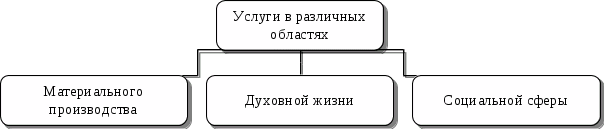 Услуги в различных
областях
Материального
производства
Духовной жизни
Социальной сферы